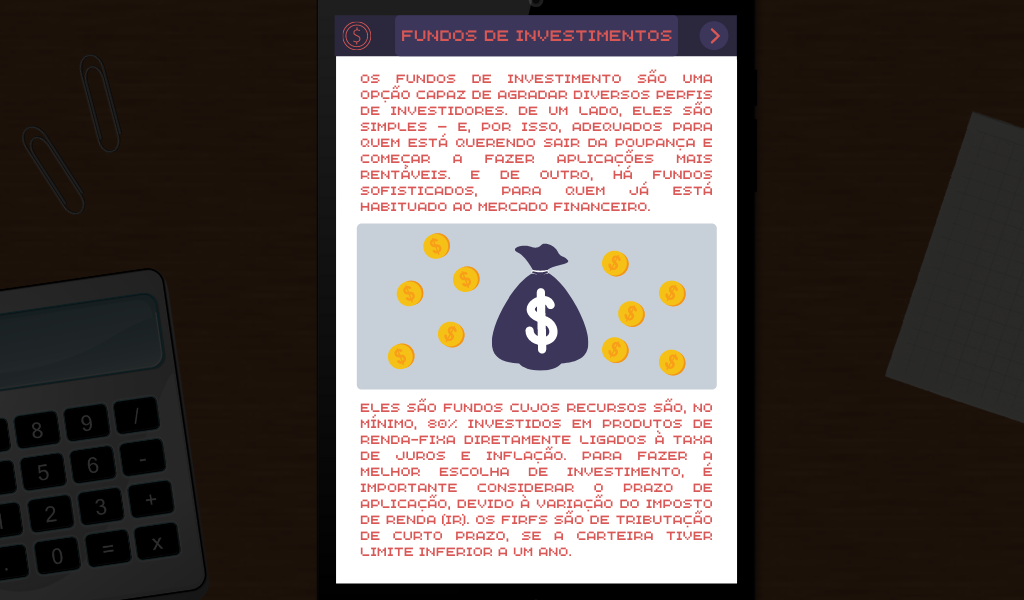 FUNDOS DE INVESTIMENTOS
OS FUNDOS DE INVESTIMENTO SÃO UMA
OPÇÃO CAPAZ DE AGRADAR DIVERSOS PERFIS
DE INVESTIDORES. DE UM LADO, ELES SÃO
SIMPLES – E, POR ISSO, ADEQUADOS PARA
QUEM ESTÁ QUERENDO SAIR DA POUPANÇA E
COMEÇAR A FAZER APLICAÇÕES MAIS
RENTÁVEIS. E DE OUTRO, HÁ FUNDOS
SOFISTICADOS, PARA QUEM JÁ ESTÁ
HABITUADO AO MERCADO FINANCEIRO.
ELES SÃO FUNDOS CUJOS RECURSOS SÃO, NO
MÍNIMO, 80% INVESTIDOS EM PRODUTOS DE
RENDA-FIXA DIRETAMENTE LIGADOS À TAXA
DE JUROS E INFLAÇÃO. PARA FAZER A
MELHOR ESCOLHA DE INVESTIMENTO, É
IMPORTANTE CONSIDERAR O PRAZO DE
APLICAÇÃO, DEVIDO À VARIAÇÃO DO IMPOSTO
DE RENDA (IR). OS FIRFS SÃO DE TRIBUTAÇÃO
DE CURTO PRAZO, SE A CARTEIRA TIVER
LIMITE INFERIOR A UM ANO.
8 9 /
5 6 -
1 2 3 +
. 0 = x